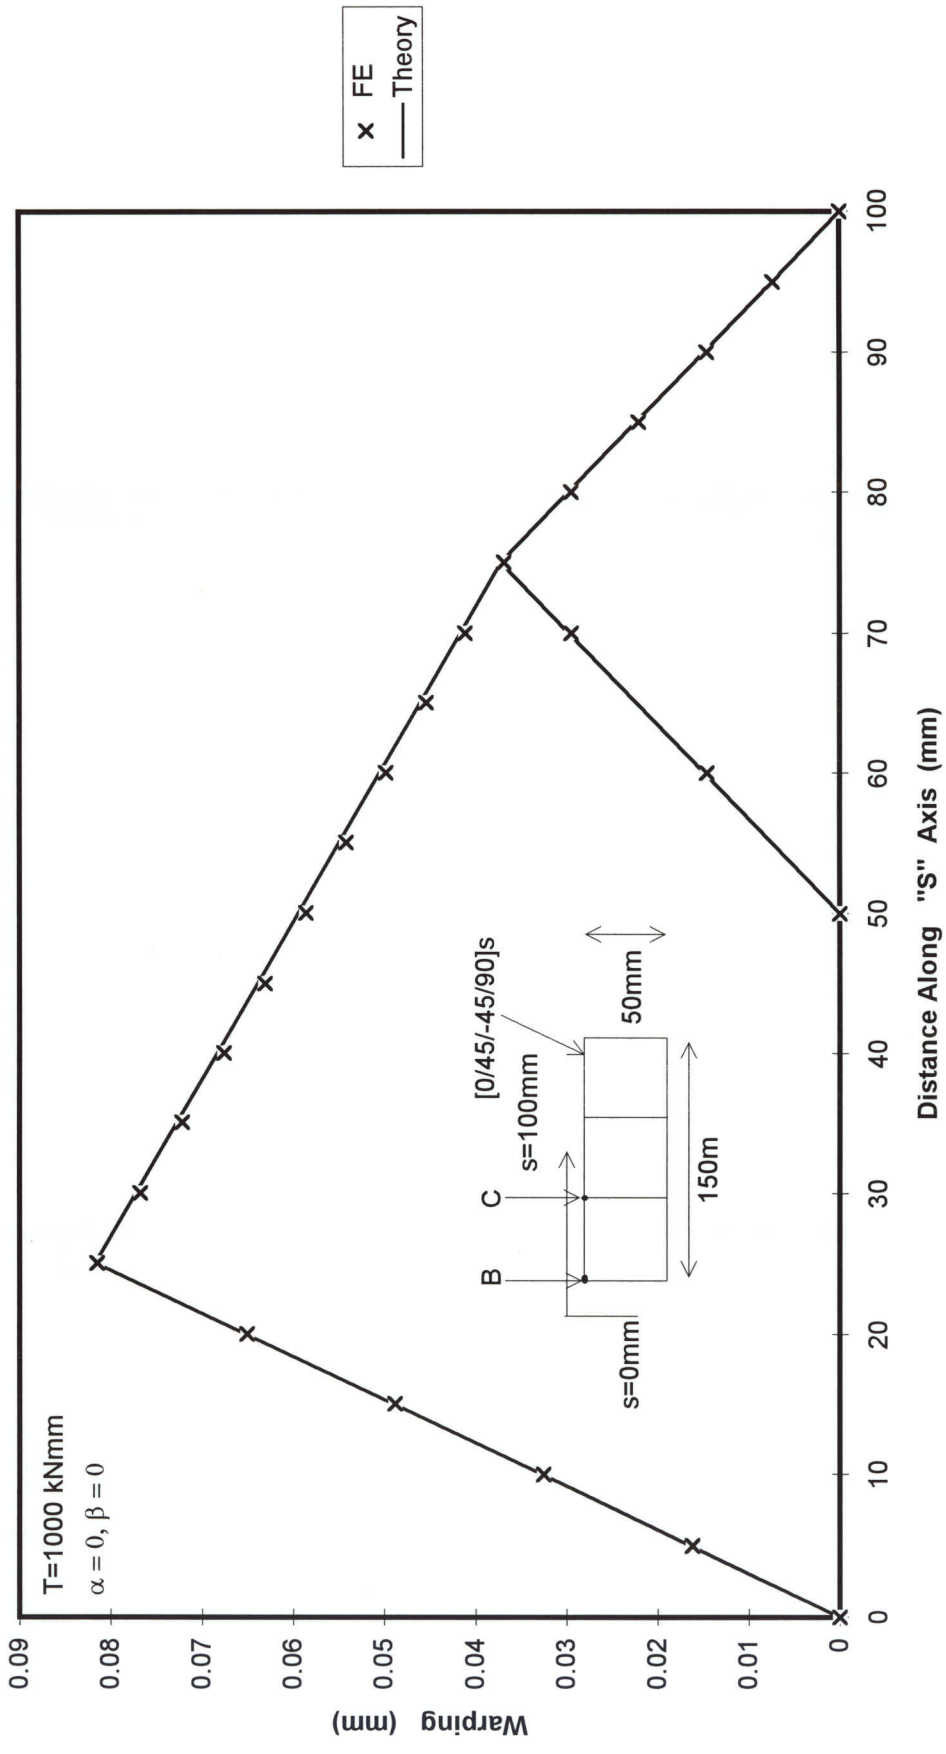 T=1000 kNmm
α = 0, β = 0
× FE
Theory
Warping (mm)
0.09
0.08
0.07
0.06
0.05
0.04
0.03
0.02
0.01
0
0 10 20 30 40 50 60 70 80 90 100
Distance Along "S" Axis (mm)
[0/45/-45/90]s
s=100mm
B
C
50mm
s=0mm
150m